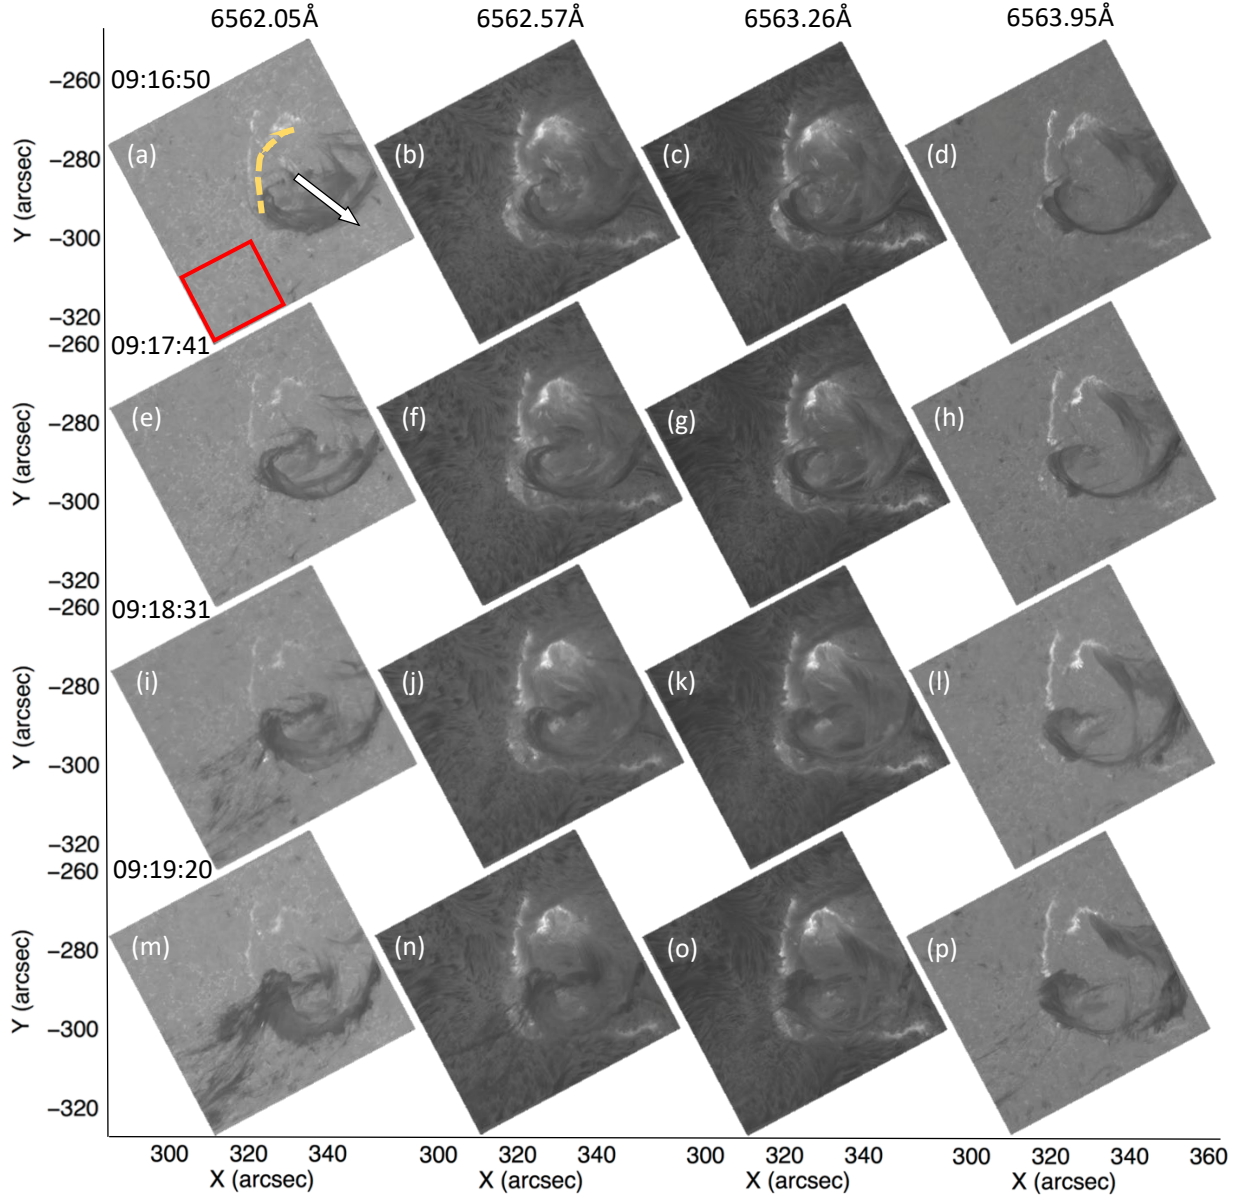 6562.05Å 6562.57Å 6563.26Å 6563.95Å
09:16:50
(a) (b) (c) (d)
−260
−280
−300
−320
Y (arcsec)
09:17:41
(e) (f) (g) (h)
−260
−280
−300
−320
Y (arcsec)
09:18:31
(i) (j) (k) (l)
−260
−280
−300
−320
Y (arcsec)
09:19:20
(m) (n) (o) (p)
−260
−280
−300
−320
Y (arcsec)
300 320 340 300 320 340 300 320 340 300 320 340 360
X (arcsec) X (arcsec) X (arcsec) X (arcsec)